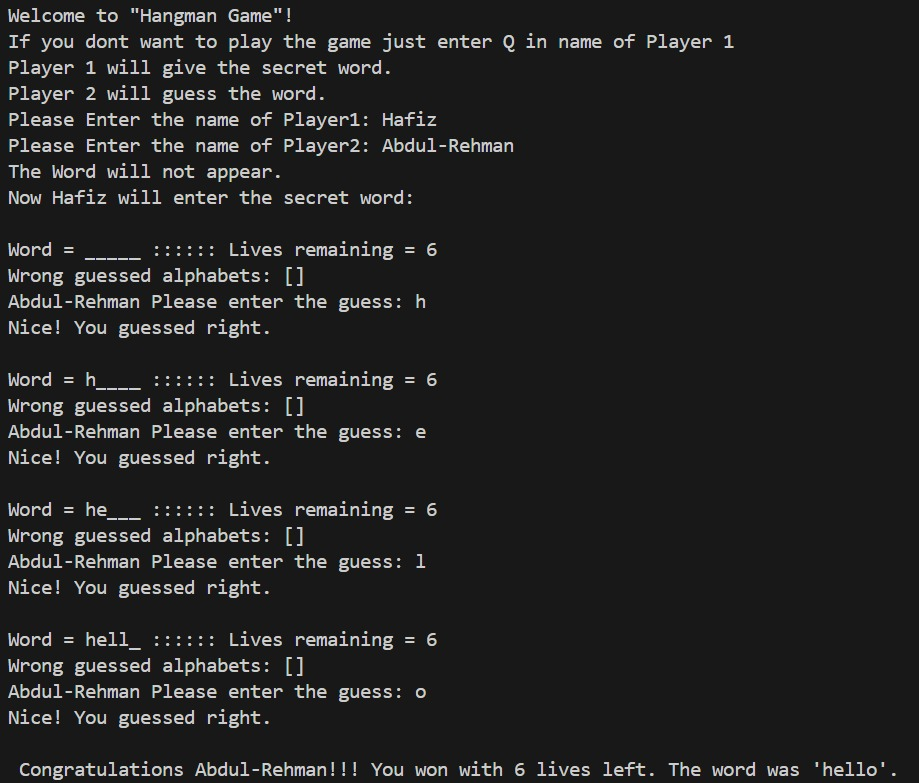 Welcome to "Hangman Game"!
If you dont want to play the game just enter Q in name of Player 1
Player 1 will give the secret word.
Player 2 will guess the word.
Please Enter the name of Player1: Hafiz
Please Enter the name of Player2: Abdul-Rehman
The Word will not appear.
Now Hafiz will enter the secret word:
Word = _____ :::::: Lives remaining = 6
Wrong guessed alphabets: []
Abdul-Rehman Please enter the guess: h
Nice! You guessed right.
Word = h____ :::::: Lives remaining = 6
Wrong guessed alphabets: []
Abdul-Rehman Please enter the guess: e
Nice! You guessed right.
Word = he___ :::::: Lives remaining = 6
Wrong guessed alphabets: []
Abdul-Rehman Please enter the guess: l
Nice! You guessed right.
Word = hell_ :::::: Lives remaining = 6
Wrong guessed alphabets: []
Abdul-Rehman Please enter the guess: o
Nice! You guessed right.
Congratulations Abdul-Rehman!!! You won with 6 lives left. The word was 'hello'.